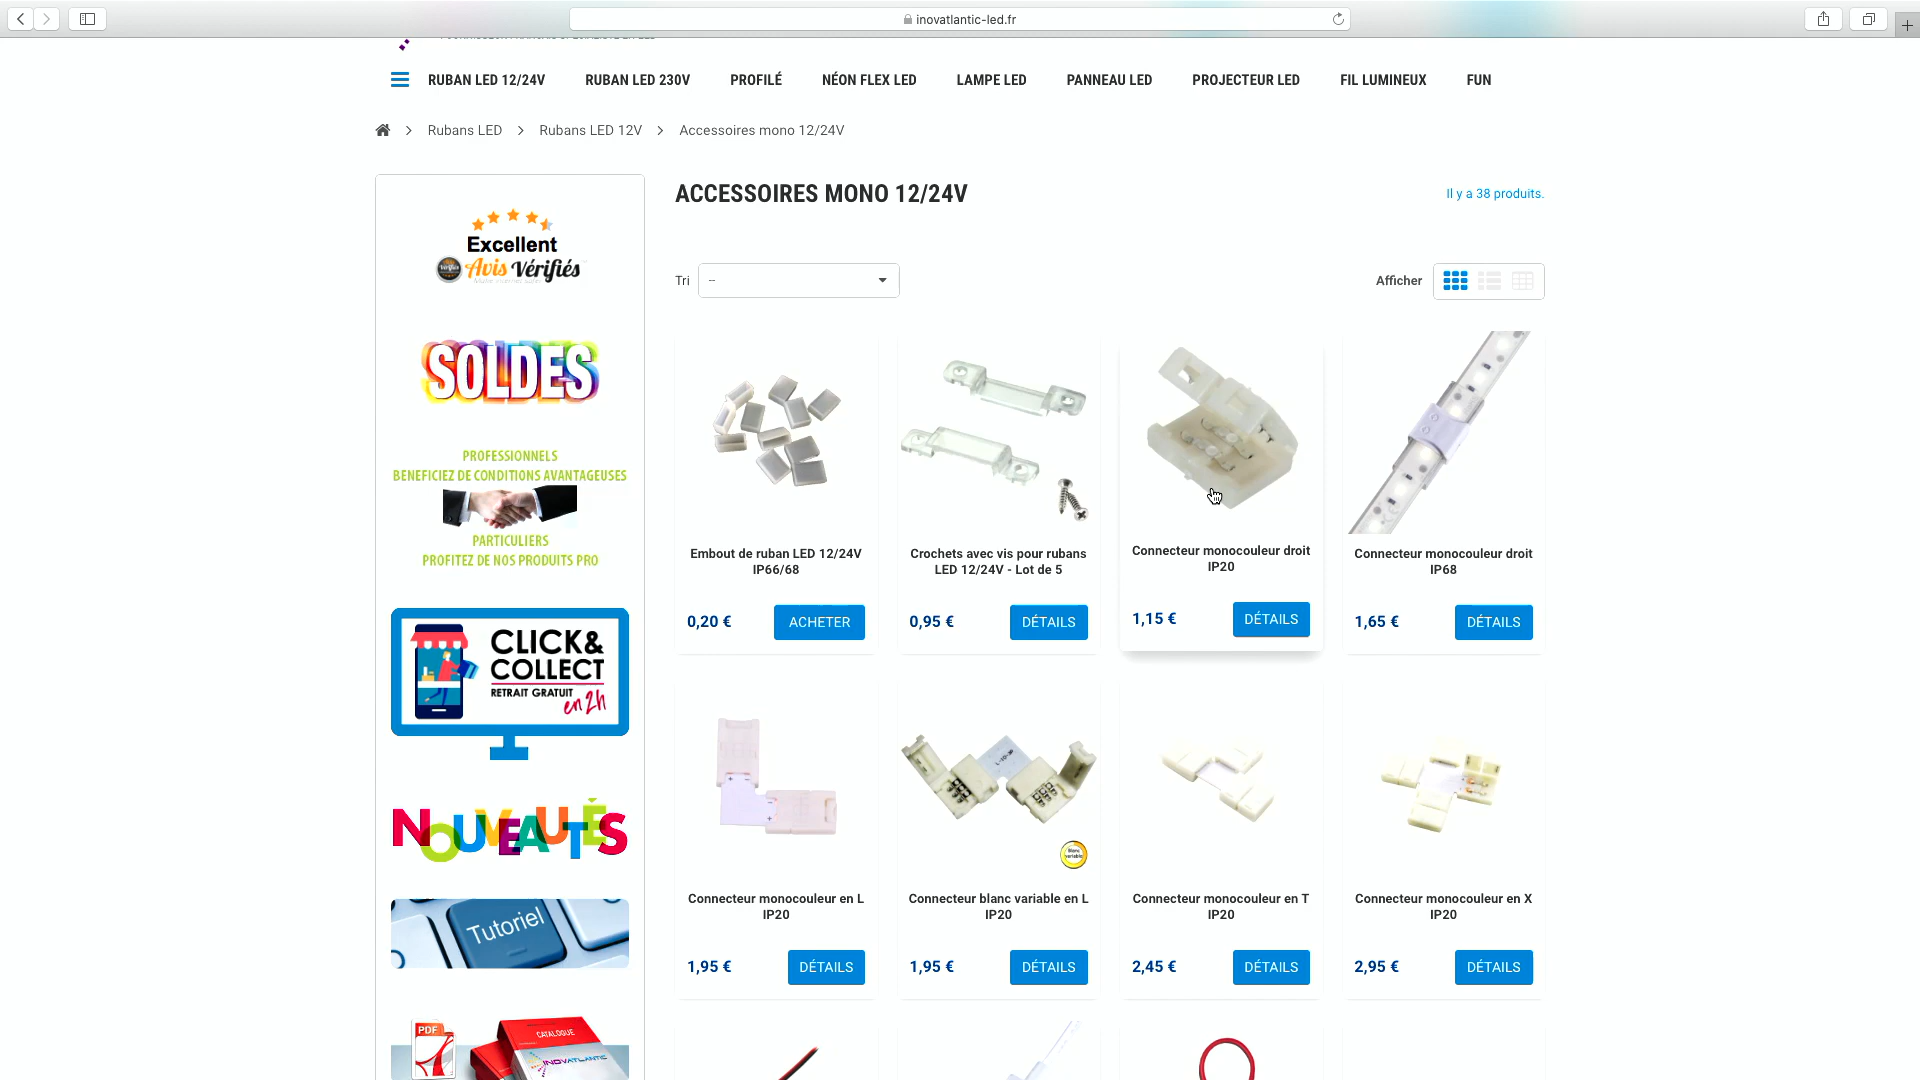 inovatlantic-led.fr
RUBAN LED 12/24V RUBAN LED 230V PROFILÉ NÉON FLEX LED LAMPE LED PANNEAU LED PROJECTEUR LED FIL LUMINEUX FUN
Rubans LED > Rubans LED 12V > Accessoires mono 12/24V
Excellent
Avis Vérifiés
SOLDES
PROFESSIONNELS
BENEFICIEZ DE CONDITIONS AVANTAGEUSES
PARTICULIERS
PROFITEZ DE NOS PRODUITS PRO
CLICK&
COLLECT
RETRAIT GRATUIT
en 2h
NOUVEAUTÉS
Tutoriel
PDF
CATALOGUE
INOVATLANTIC
ACCESSOIRES MONO 12/24V
Il y a 38 produits.
Tri --
Afficher
Embout de ruban LED 12/24V
IP66/68
0,20 € ACHETER
Crochets avec vis pour rubans
LED 12/24V - Lot de 5
0,95 € DÉTAILS
Connecteur monocouleur droit
IP20
1,15 € DÉTAILS
Connecteur monocouleur droit
IP68
1,65 € DÉTAILS
Connecteur monocouleur en L
IP20
1,95 € DÉTAILS
Blanc
variable
Connecteur blanc variable en L
IP20
1,95 € DÉTAILS
Connecteur monocouleur en T
IP20
2,45 € DÉTAILS
Connecteur monocouleur en X
IP20
2,95 € DÉTAILS